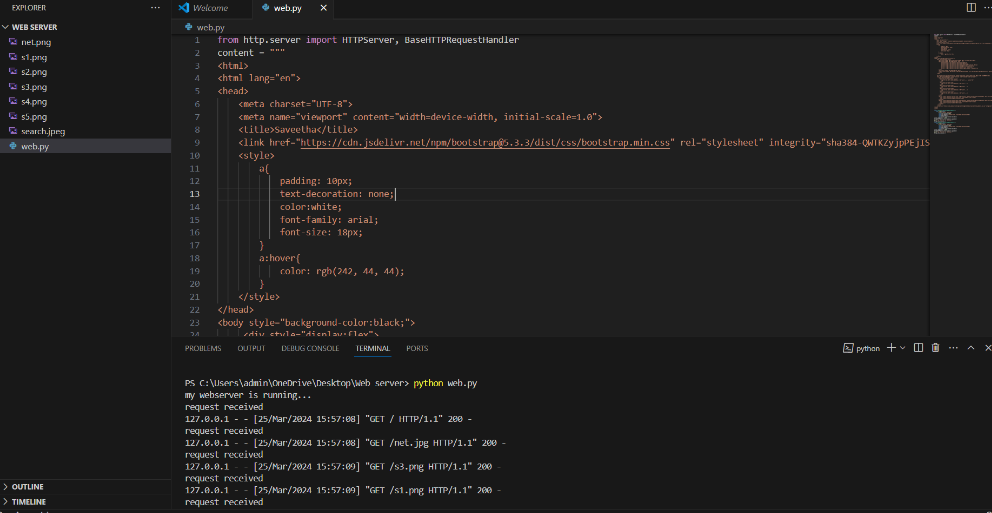 EXPLORER
Welcome
web.py
WEB SERVER
net.png
s1.png
s2.png
s3.png
s4.png
s5.png
search.jpeg
web.py
OUTLINE
TIMELINE
web.py
1 from http.server import HTTPServer, BaseHTTPRequestHandler
2 content = """
3 <html>
4 <html lang="en">
5 <head>
6 <meta charset="UTF-8">
7 <meta name="viewport" content="width=device-width, initial-scale=1.0">
8 <title>Saveetha</title>
9 <link href="https://cdn.jsdelivr.net/npm/bootstrap@5.3.3/dist/css/bootstrap.min.css" rel="stylesheet" integrity="sha384-QWTKZyjpPEjIS
10 <style>
11 a{
12 padding: 10px;
13 text-decoration: none;
14 color:white;
15 font-family: arial;
16 font-size: 18px;
17 }
18 a:hover{
19 color: rgb(242, 44, 44);
20 }
21 </style>
22 </head>
23 <body style="background-color:black;">
24 <div style="display:flex">
PROBLEMS OUTPUT DEBUG CONSOLE TERMINAL PORTS
python
PS C:\Users\admin\OneDrive\Desktop\Web server> python web.py
my webserver is running...
request received
127.0.0.1 - - [25/Mar/2024 15:57:08] "GET / HTTP/1.1" 200 -
request received
127.0.0.1 - - [25/Mar/2024 15:57:08] "GET /net.jpg HTTP/1.1" 200 -
request received
127.0.0.1 - - [25/Mar/2024 15:57:09] "GET /s3.png HTTP/1.1" 200 -
request received
127.0.0.1 - - [25/Mar/2024 15:57:09] "GET /s1.png HTTP/1.1" 200 -
request received